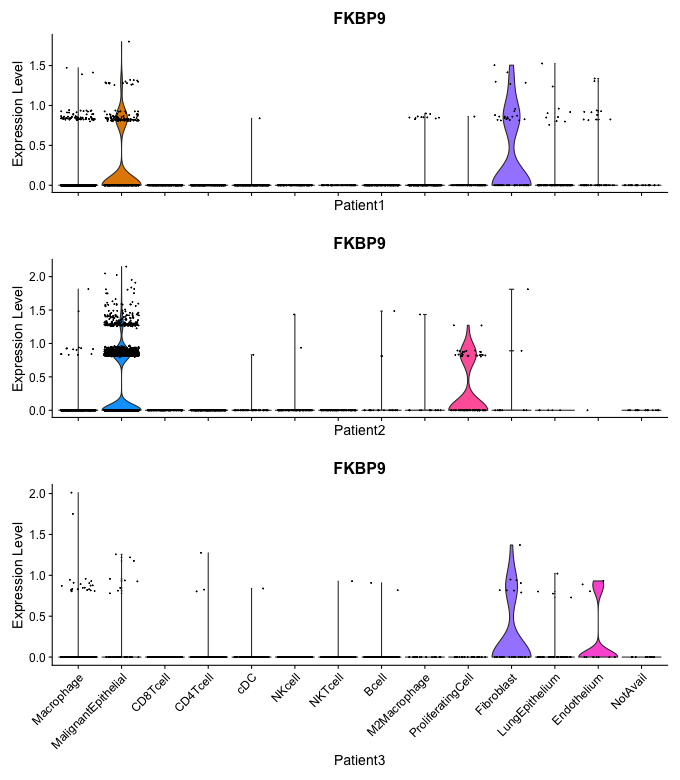 FKBP9
Expression Level
1.5
1.0
0.5
0.0
Patient1
FKBP9
Expression Level
2.0
1.5
1.0
0.5
0.0
Patient2
FKBP9
Expression Level
2.0
1.5
1.0
0.5
0.0
Macrophage
MalignantEpithelial
CD8Tcell
CD4Tcell
cDC
NKcell
NKTcell
Bcell
M2Macrophage
ProliferatingCell
Fibroblast
LungEpithelium
Endothelium
NotAvail
Patient3